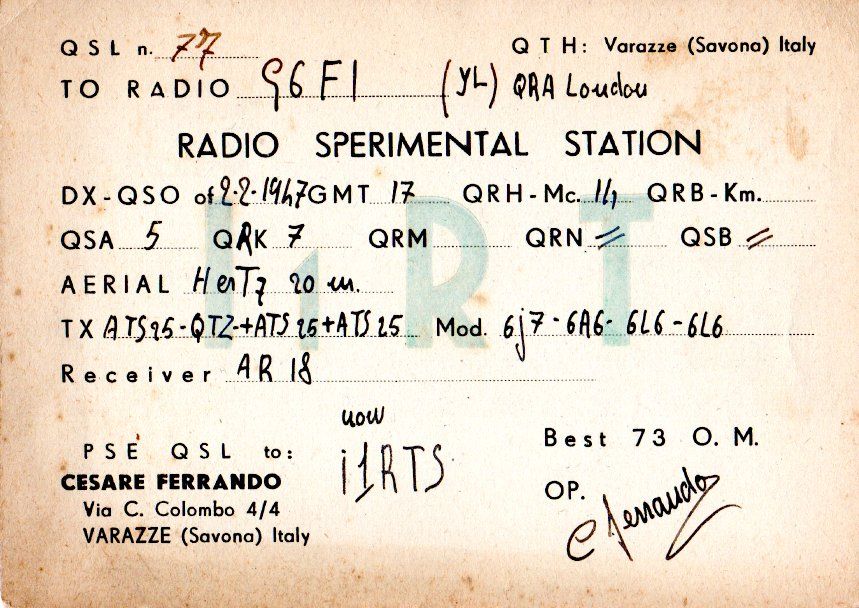 QSL n. 77 QTH: Varazze (Savona) Italy
TO RADIO G6FI (YL) QRA London
RADIO SPERIMENTAL STATION
DX-QSO of 2-2-1947 GMT 17 QRH-Mc. 14, QRB-Km.
QSA 5 QRK 7 QRM QRN = QSB =
I1RT
AERIAL HerTz 20 m.
TX ATS25-QTZ-+ATS25+ATS25 Mod. 6j7-6A6-6L6-6L6
Receiver AR 18
now
PSE QSL to: i1RTS Best 73 O. M.
CESARE FERRANDO
Via C. Colombo 4/4 OP. C Ferrando
VARAZZE (Savona) Italy